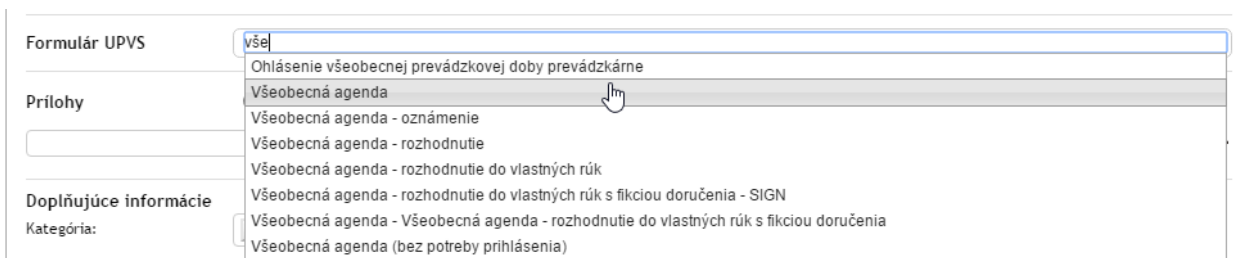 Formulár UPVS
vše
Ohlásenie všeobecnej prevádzkovej doby prevádzkárne
Všeobecná agenda
Prílohy
Všeobecná agenda - oznámenie
Všeobecná agenda - rozhodnutie
Všeobecná agenda - rozhodnutie do vlastných rúk
Všeobecná agenda - rozhodnutie do vlastných rúk s fikciou doručenia - SIGN
Doplňujúce informácie
Všeobecná agenda - Všeobecná agenda - rozhodnutie do vlastných rúk s fikciou doručenia
Kategória:
Všeobecná agenda (bez potreby prihlásenia)